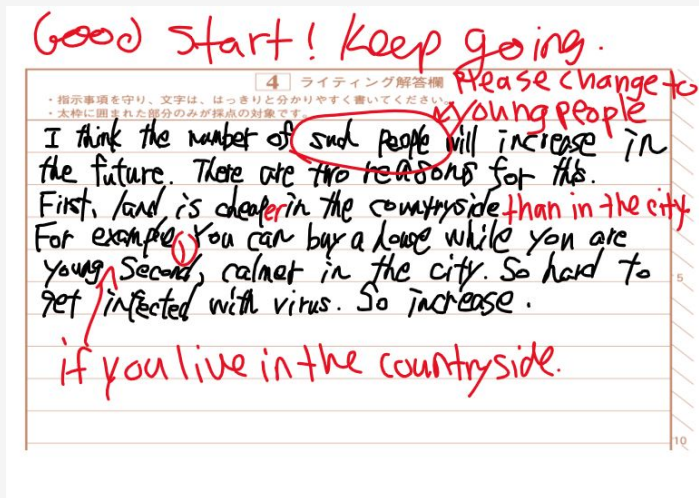 Good start! Keep going.
4 ライティング解答欄 Please change to
・指示事項を守り、文字は、はっきりと分かりやすく書いてください。
young people
・太枠に囲まれた部分のみが採点の対象です。
I think the number of such people will increase in
the future. There are two reasons for this.
First, land is cheaper in the countryside than in the city.
For example, You can buy a house while you are
young Second, calmer in the city. So hard to
5
get infected with virus. So increase.
if you live in the countryside.
10